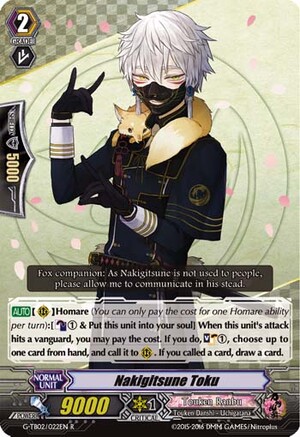 2
GRADE
SHIELD
5000
Fox companion: As Nakigitsune is not used to people,
please allow me to communicate in his stead.
AUTO []Homare (You can only pay the cost for one Homare ability
per turn):[① & Put this unit into your soul] When this unit's attack
hits a vanguard, you may pay the cost. If you do, choose up to
one card from hand, and call it to. If you called a card, draw a card.
NORMAL
UNIT
Nakigitsune Toku
POWER
9000
1
CRITICAL
Touken Ranbu
Touken Danshi - Uchigatana
G-TB02/022EN R
©2015-2016 DMM GAMES/Nitroplus